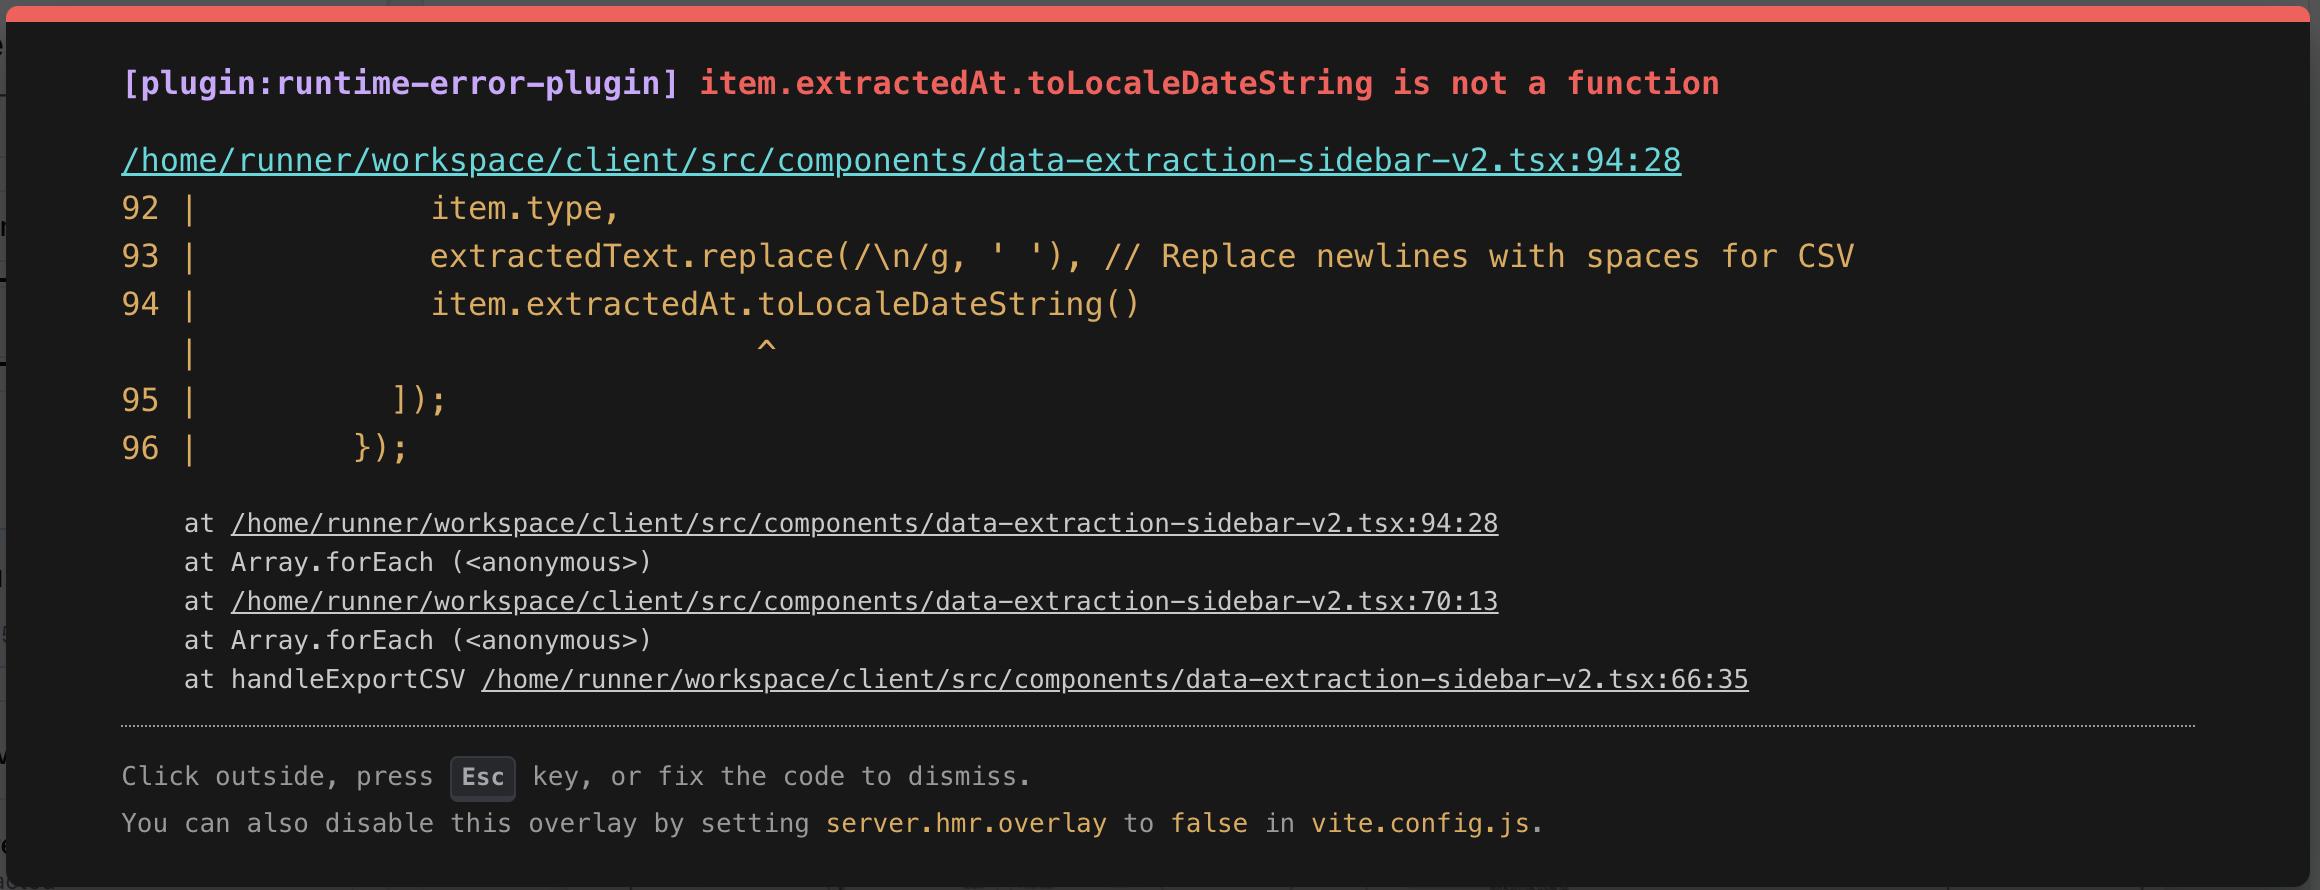 [plugin:runtime-error-plugin] item.extractedAt.toLocaleDateString is not a function
/home/runner/workspace/client/src/components/data-extraction-sidebar-v2.tsx:94:28
92 |            item.type,
93 |            extractedText.replace(/\n/g, ' '), // Replace newlines with spaces for CSV
94 |            item.extractedAt.toLocaleDateString()
   |                             ^
95 |          ]);
96 |        });
at /home/runner/workspace/client/src/components/data-extraction-sidebar-v2.tsx:94:28
at Array.forEach (<anonymous>)
at /home/runner/workspace/client/src/components/data-extraction-sidebar-v2.tsx:70:13
at Array.forEach (<anonymous>)
at handleExportCSV /home/runner/workspace/client/src/components/data-extraction-sidebar-v2.tsx:66:35
Click outside, press Esc key, or fix the code to dismiss.
You can also disable this overlay by setting server.hmr.overlay to false in vite.config.js.